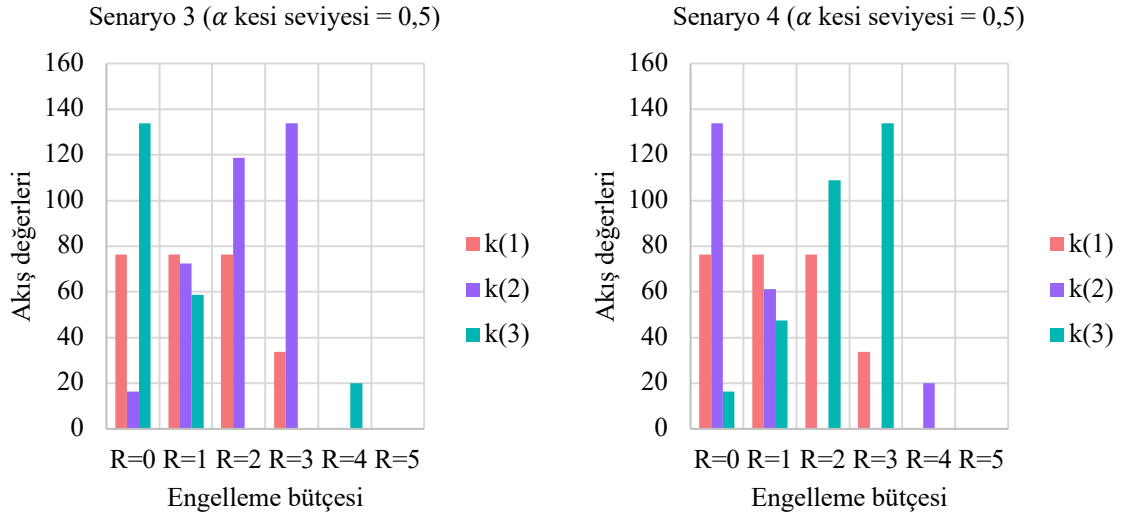 Senaryo 3 (α kesi seviyesi = 0,5)
Akış değerleri
160
140
120
100
80
60
40
20
0
R=0 R=1 R=2 R=3 R=4 R=5
Engelleme bütçesi
k(1)
k(2)
k(3)
Senaryo 4 (α kesi seviyesi = 0,5)
Akış değerleri
160
140
120
100
80
60
40
20
0
R=0 R=1 R=2 R=3 R=4 R=5
Engelleme bütçesi
k(1)
k(2)
k(3)